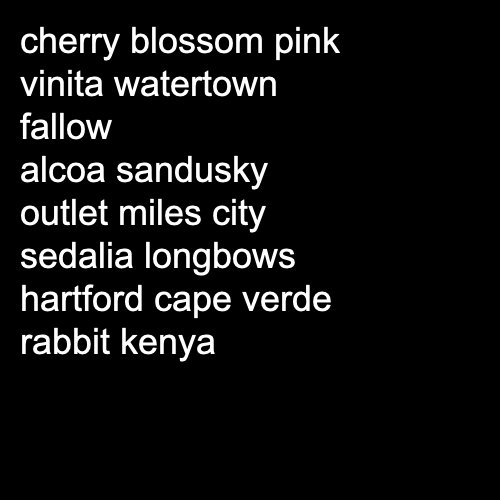 cherry blossom pink
vinita watertown
fallow
alcoa sandusky
outlet miles city
sedalia longbows
hartford cape verde
rabbit kenya